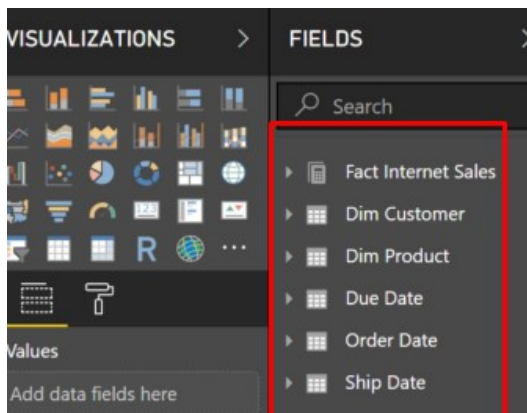 VISUALIZATIONS
FIELDS
Search
Fact Internet Sales
Dim Customer
Dim Product
Due Date
Order Date
Ship Date
123
R
Values
Add data fields here